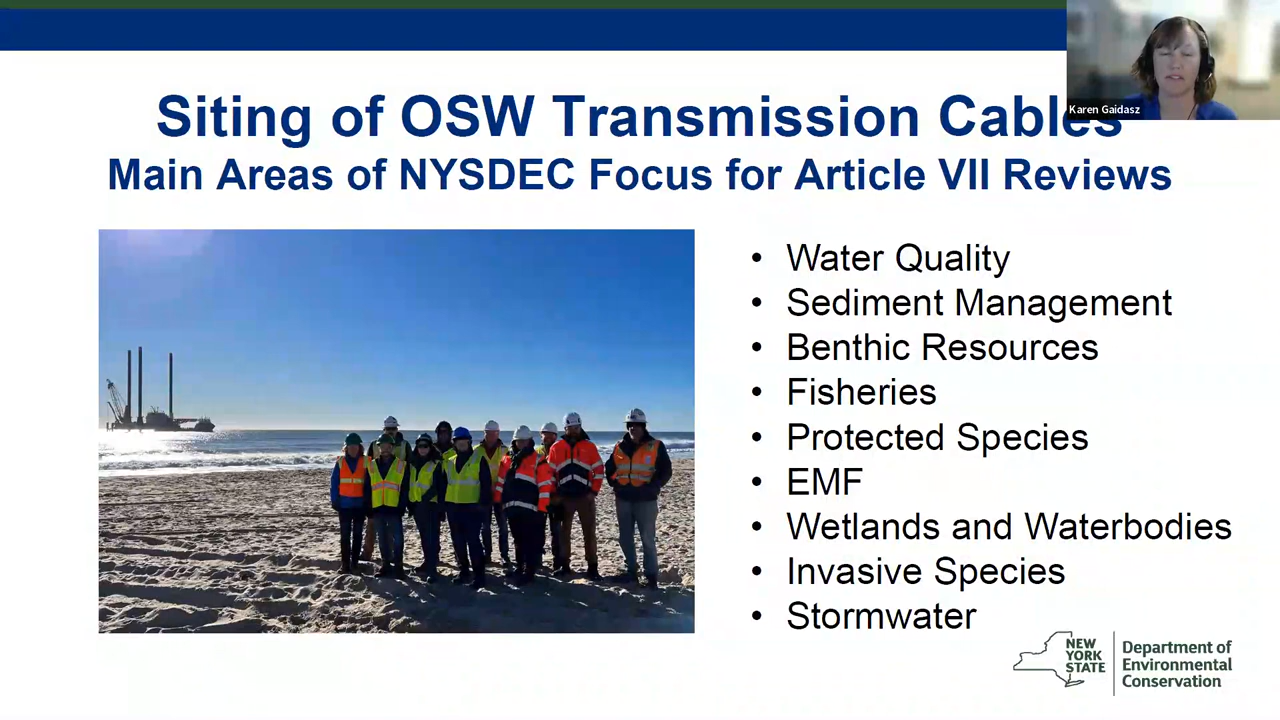 Karen Gaidasz
Siting of OSW Transmission Cables
Main Areas of NYSDEC Focus for Article VII Reviews
• Water Quality
• Sediment Management
• Benthic Resources
• Fisheries
• Protected Species
• EMF
• Wetlands and Waterbodies
• Invasive Species
• Stormwater
NEW
YORK
STATE
Department of
Environmental
Conservation